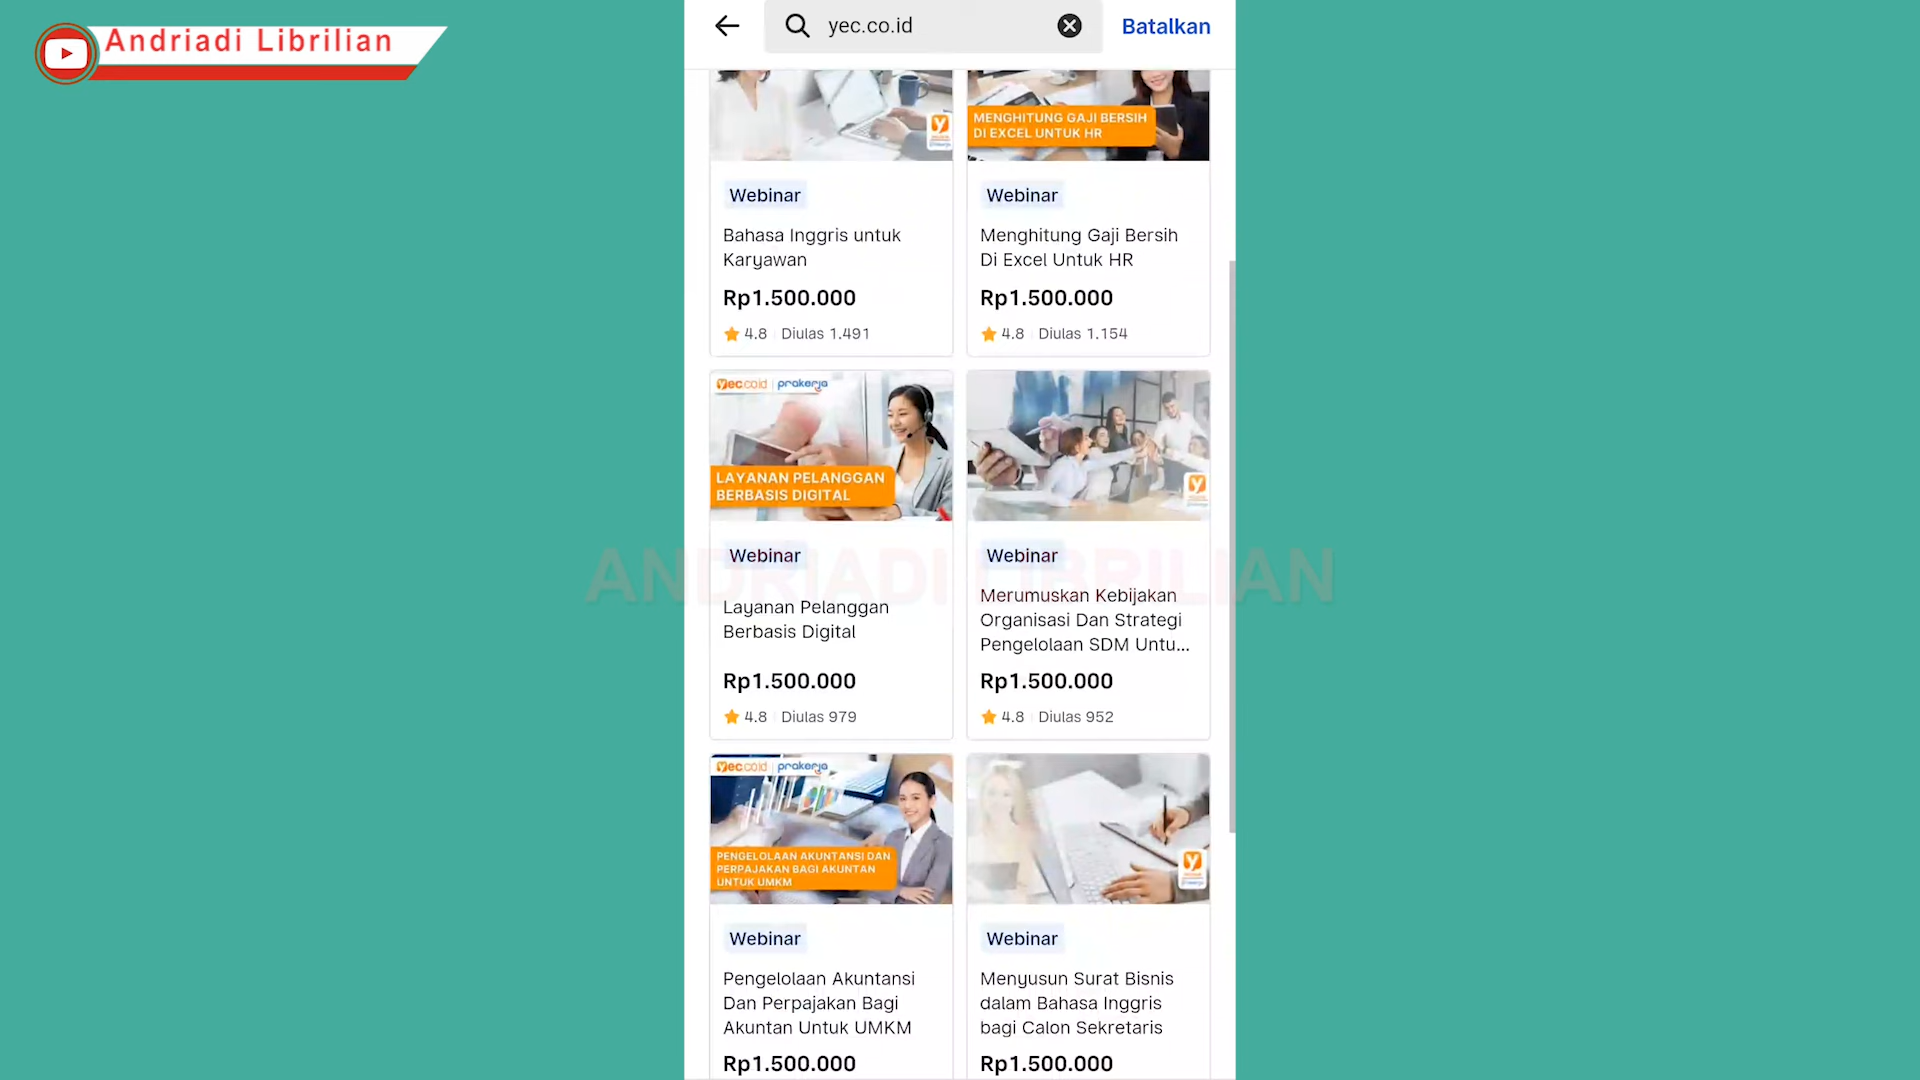 Andriadi Librilian
yec.co.id
Batalkan
MENGHITUNG GAJI BERSIH
DI EXCEL UNTUK HR
Webinar
Bahasa Inggris untuk
Karyawan
Rp1.500.000
4.8 Diulas 1.491
Webinar
Menghitung Gaji Bersih
Di Excel Untuk HR
Rp1.500.000
4.8 Diulas 1.154
yec.co.id | prakerja
LAYANAN PELANGGAN
BERBASIS DIGITAL
Webinar
Layanan Pelanggan
Berbasis Digital
Rp1.500.000
4.8 Diulas 979
Webinar
Merumuskan Kebijakan
Organisasi Dan Strategi
Pengelolaan SDM Untu...
Rp1.500.000
4.8 Diulas 952
ANDRIADI LIBRILIAN
yec.co.id | prakerja
PENGELOLAAN AKUNTANSI DAN
PERPAJAKAN BAGI AKUNTAN
UNTUK UMKM
Webinar
Pengelolaan Akuntansi
Dan Perpajakan Bagi
Akuntan Untuk UMKM
Rp1.500.000
Webinar
Menyusun Surat Bisnis
dalam Bahasa Inggris
bagi Calon Sekretaris
Rp1.500.000